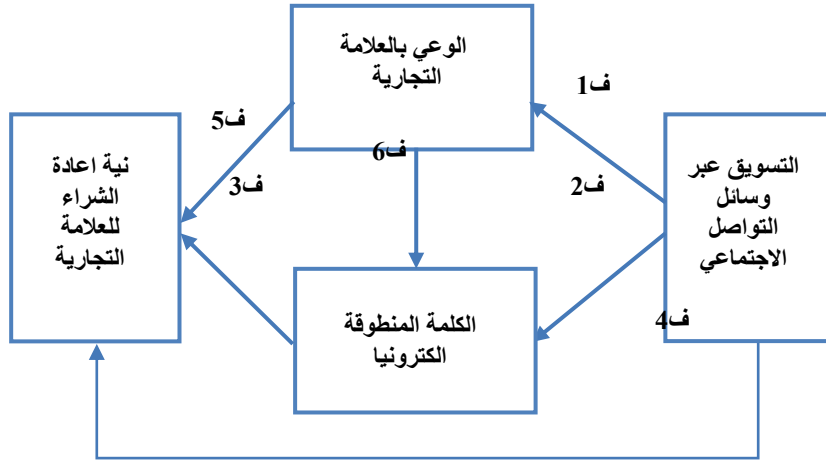 الوعي بالعلامة
التجارية
ف1
ف5
التسويق عبر
وسائل
التواصل
الاجتماعي
ف6
نية اعادة
الشراء
للعلامة
التجارية
ف2
ف3
الكلمة المنطوقة
الكترونيا
ف4